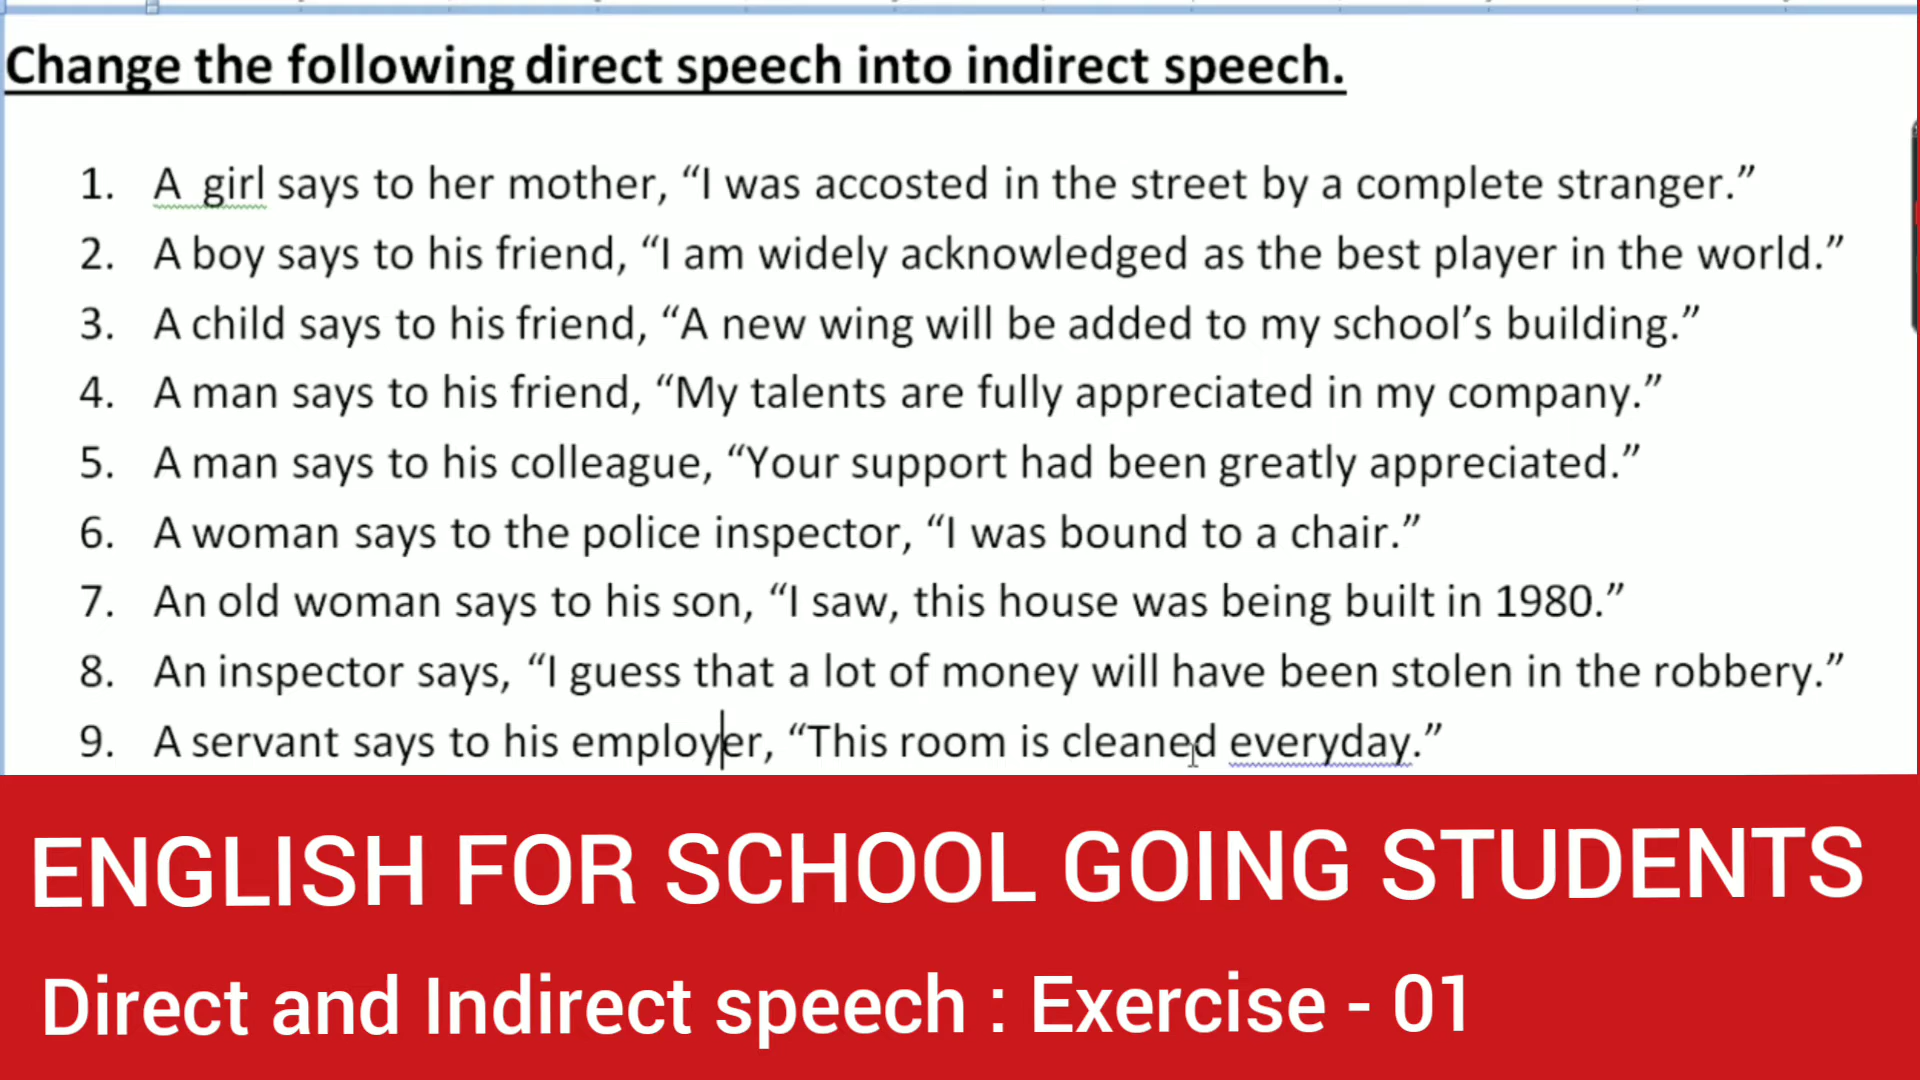 Change the following direct speech into indirect speech.
1. A  girl says to her mother, “I was accosted in the street by a complete stranger.”
2. A boy says to his friend, “I am widely acknowledged as the best player in the world.”
3. A child says to his friend, “A new wing will be added to my school’s building.”
4. A man says to his friend, “My talents are fully appreciated in my company.”
5. A man says to his colleague, “Your support had been greatly appreciated.”
6. A woman says to the police inspector, “I was bound to a chair.”
7. An old woman says to his son, “I saw, this house was being built in 1980.”
8. An inspector says, “I guess that a lot of money will have been stolen in the robbery.”
9. A servant says to his employer, “This room is cleaned everyday.”
ENGLISH FOR SCHOOL GOING STUDENTS
Direct and Indirect speech : Exercise - 01